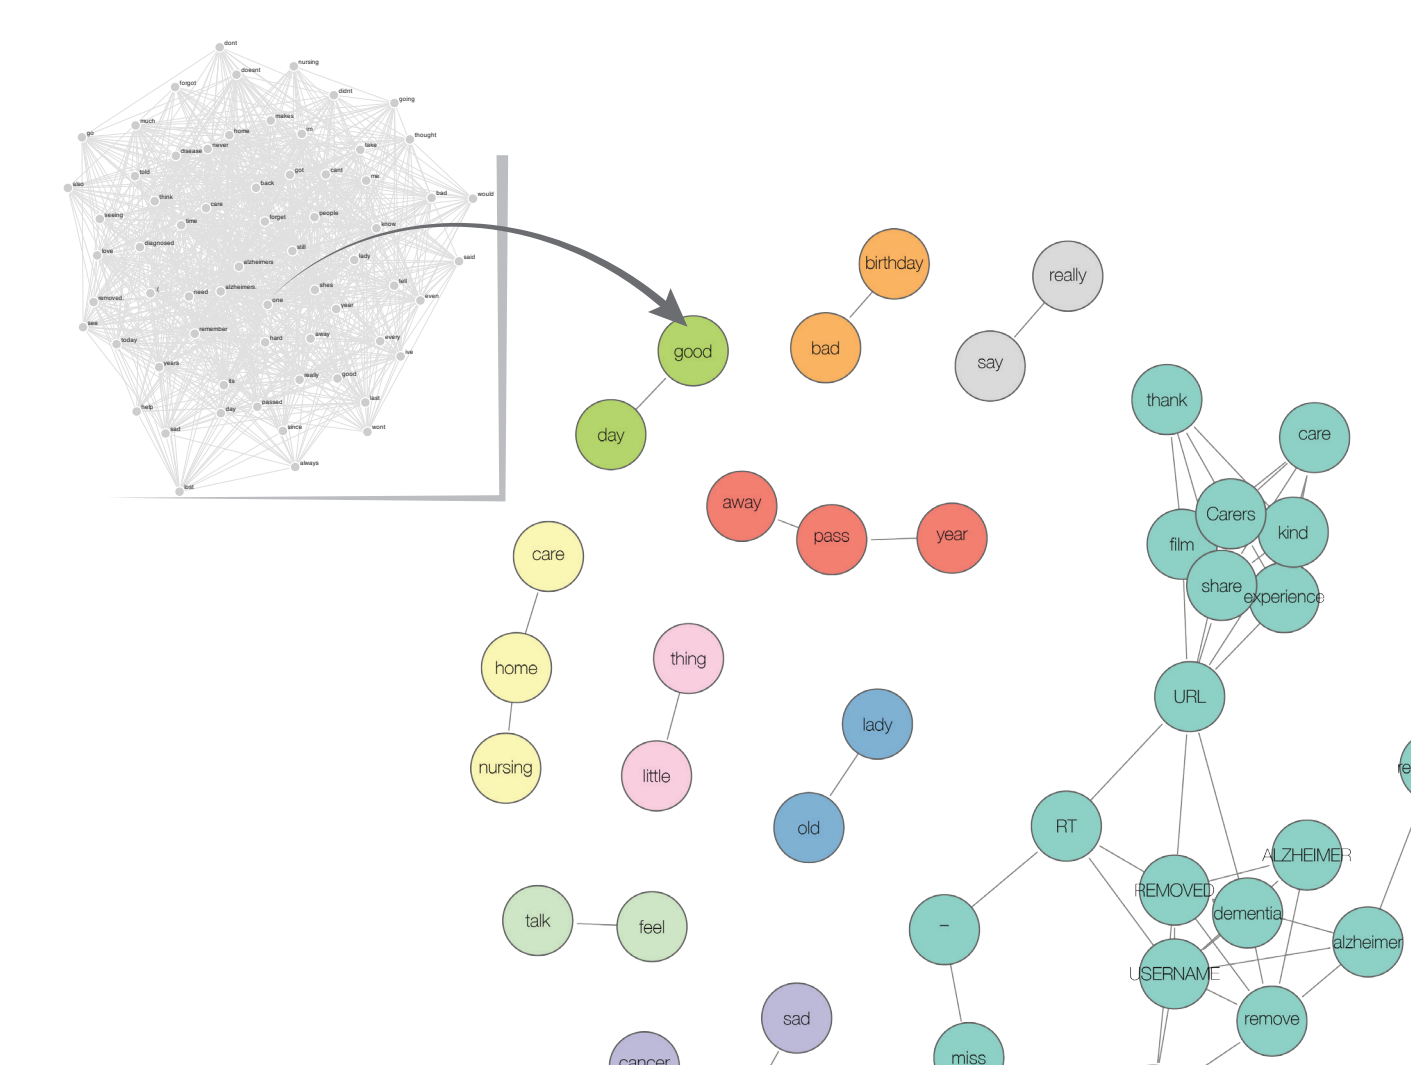 dont
nursing
doesnt
forgot
didnt
going
makes
much
im
home
go
thought
never
take
disease
told
got
cant
me
also
back
bad
would
think
care
seeing
people
time
forget
know
diagnosed
still
love
lady
said
alzheimers
tell
:(
need
alzheimers.
shes
removed.
one
even
year
see
remember
away
every
today
hard
ive
years
really
good
its
help
day
passed
last
sad
since
wont
always
lost
birthday
really
good
bad
say
thank
day
care
away
Carers
pass
year
kind
film
care
share
experience
home
thing
URL
lady
nursing
little
re
old
RT
ALZHEIMER
REMOVED
talk
feel
–
dementia
alzheimer
USERNAME
sad
remove
cancer
miss